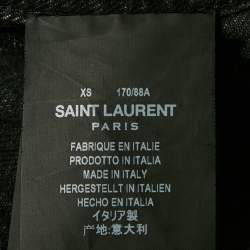 XS 170/88A
SAINT LAURENT
PARIS
FABRIQUE EN ITALIE
PRODOTTO IN ITALIA
MADE IN ITALY
HERGESTELLT IN ITALIEN
HECHO EN ITALIA
イタリア製
产地:意大利